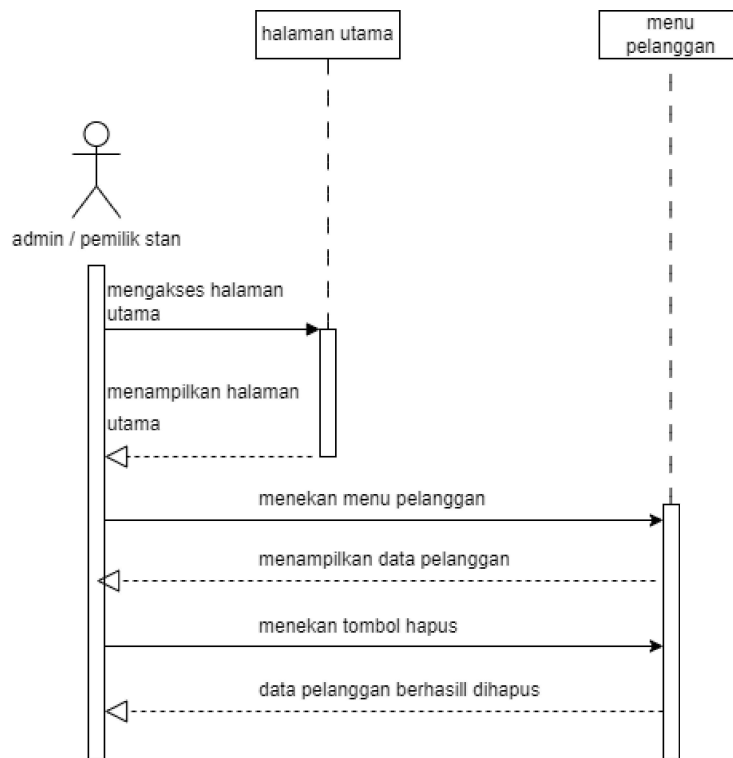 halaman utama
menu
pelanggan
admin / pemilik stan
mengakses halaman
utama
menampilkan halaman
utama
menekan menu pelanggan
menampilkan data pelanggan
menekan tombol hapus
data pelanggan berhasill dihapus